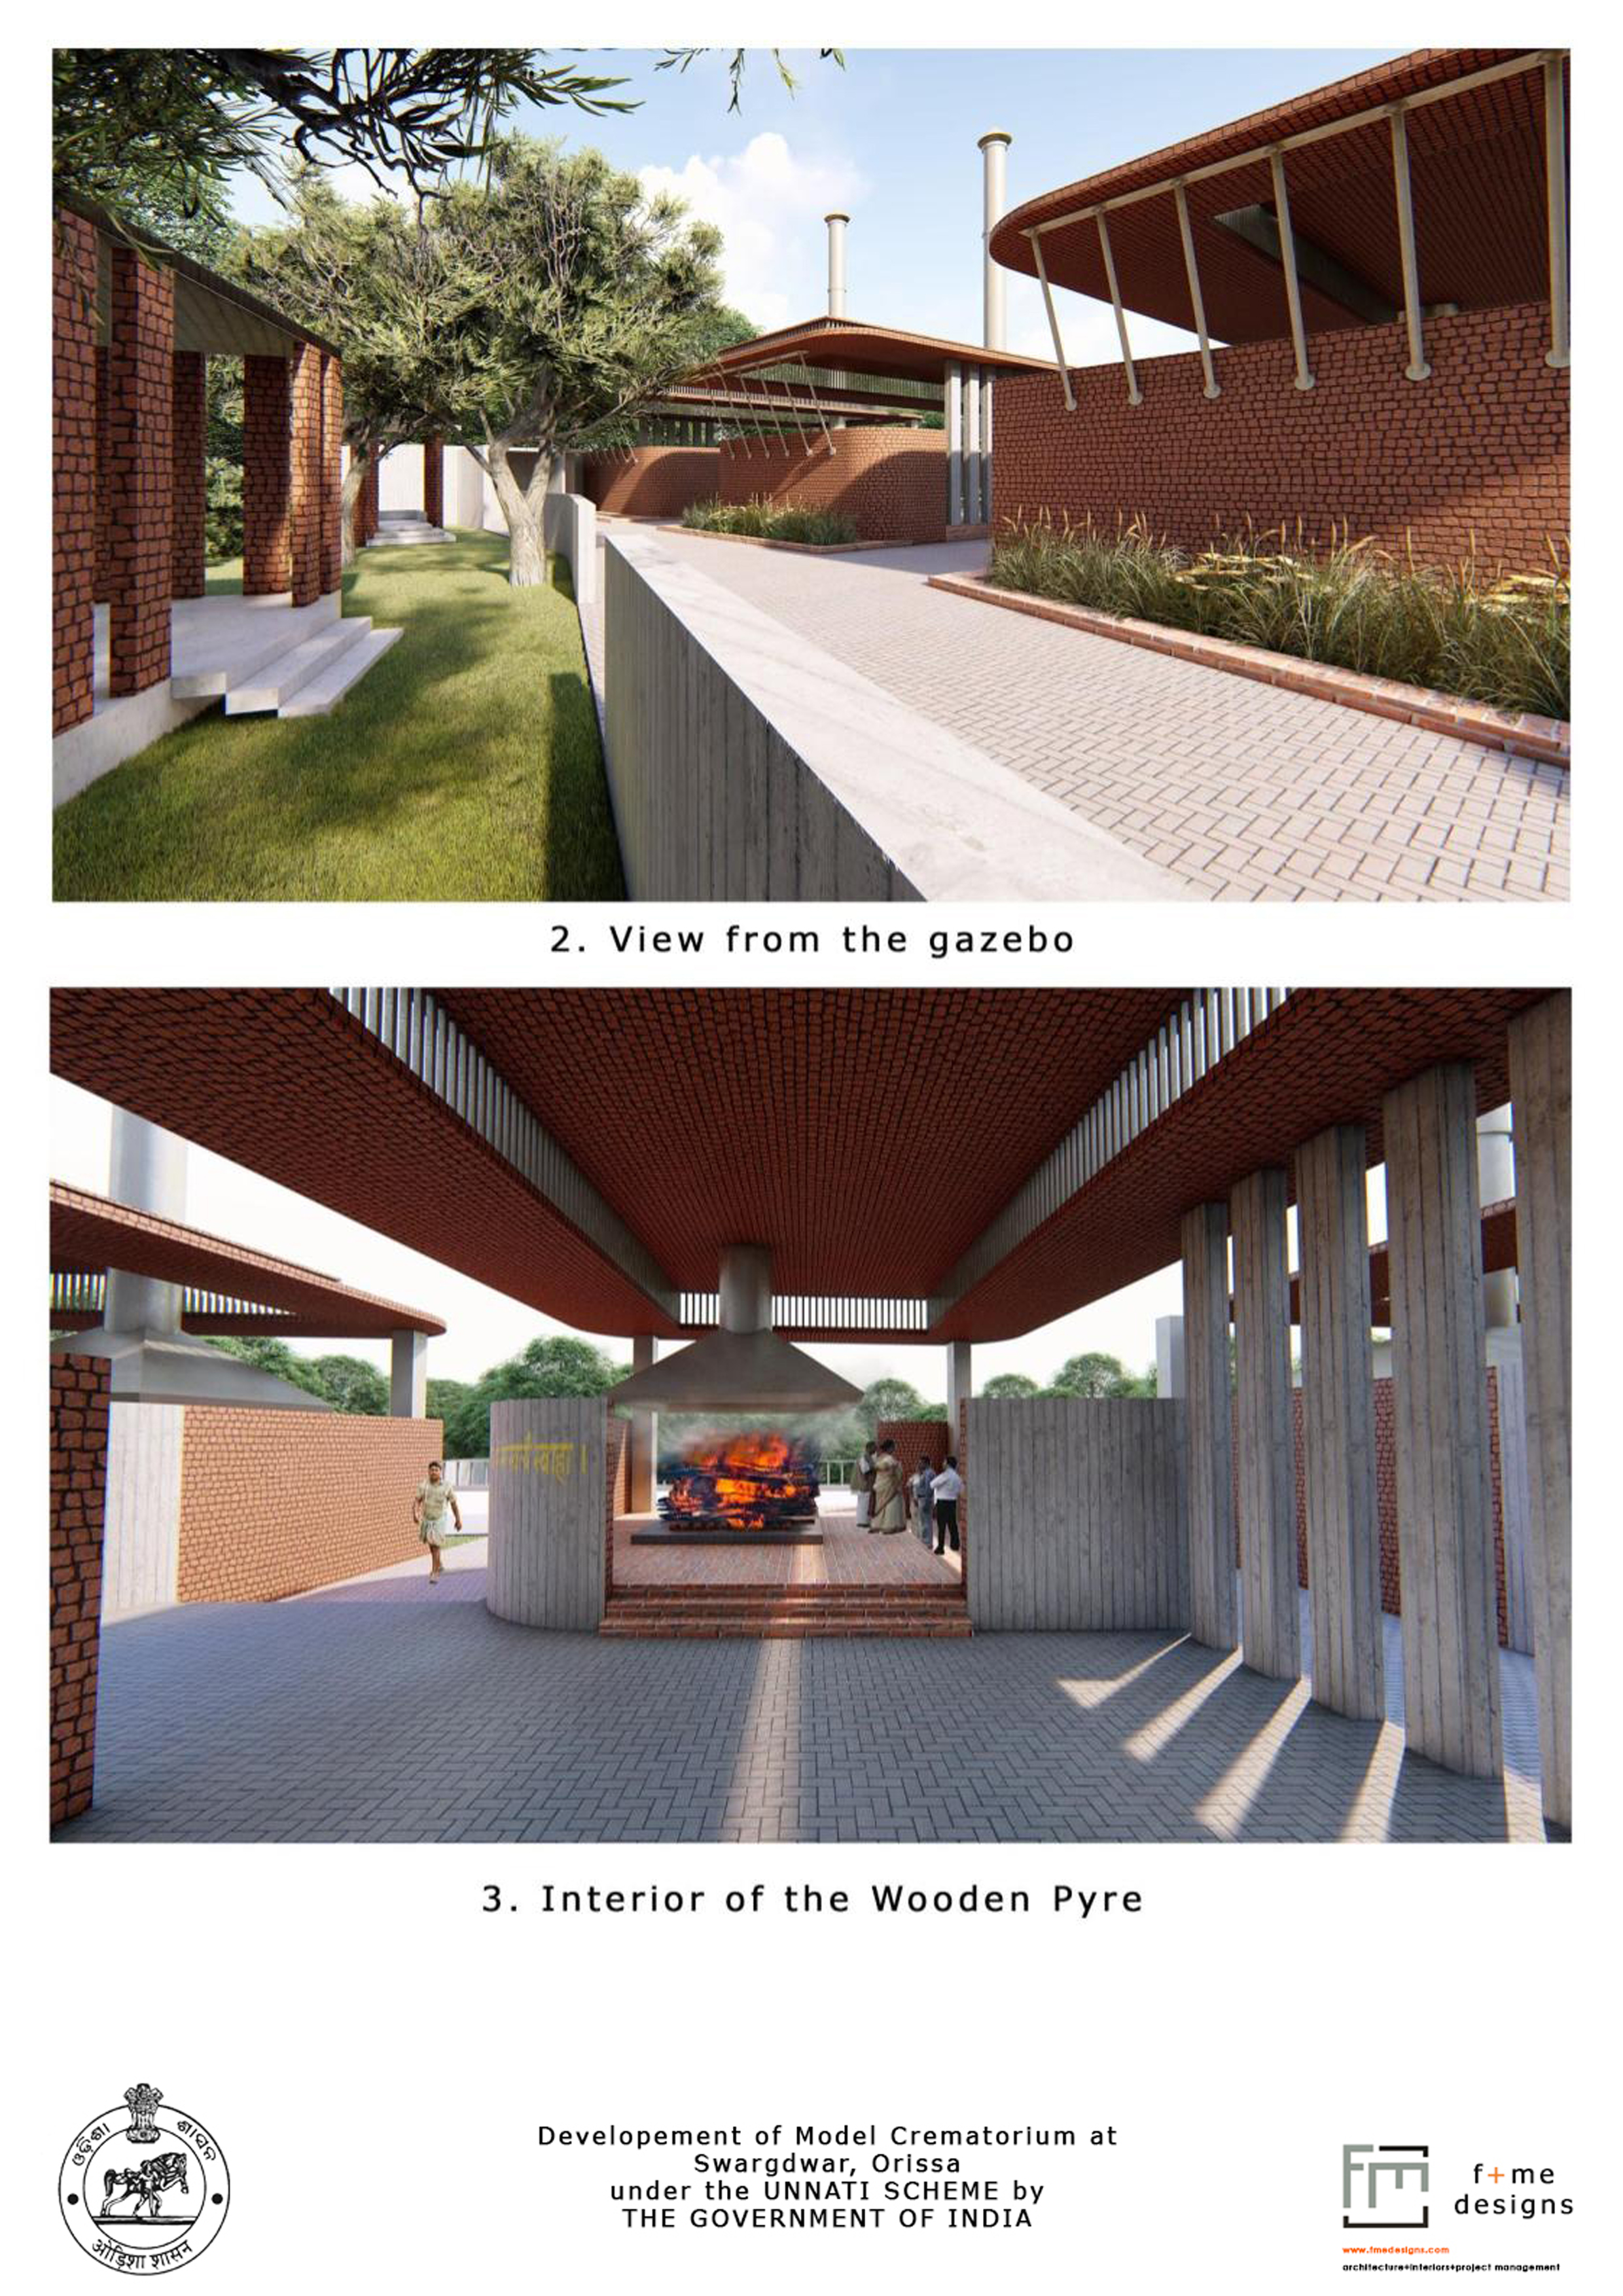 स्वाहा ।
2. View from the gazebo
3. Interior of the Wooden Pyre
ଓଡ଼ିଶା ଶାସନ
ओड़िशा शासन
Developement of Model Crematorium at
Swargdwar, Orissa
under the UNNATI SCHEME by
THE GOVERNMENT OF INDIA
f+me
designs
www.fmedesigns.com
architecture+interiors+project management